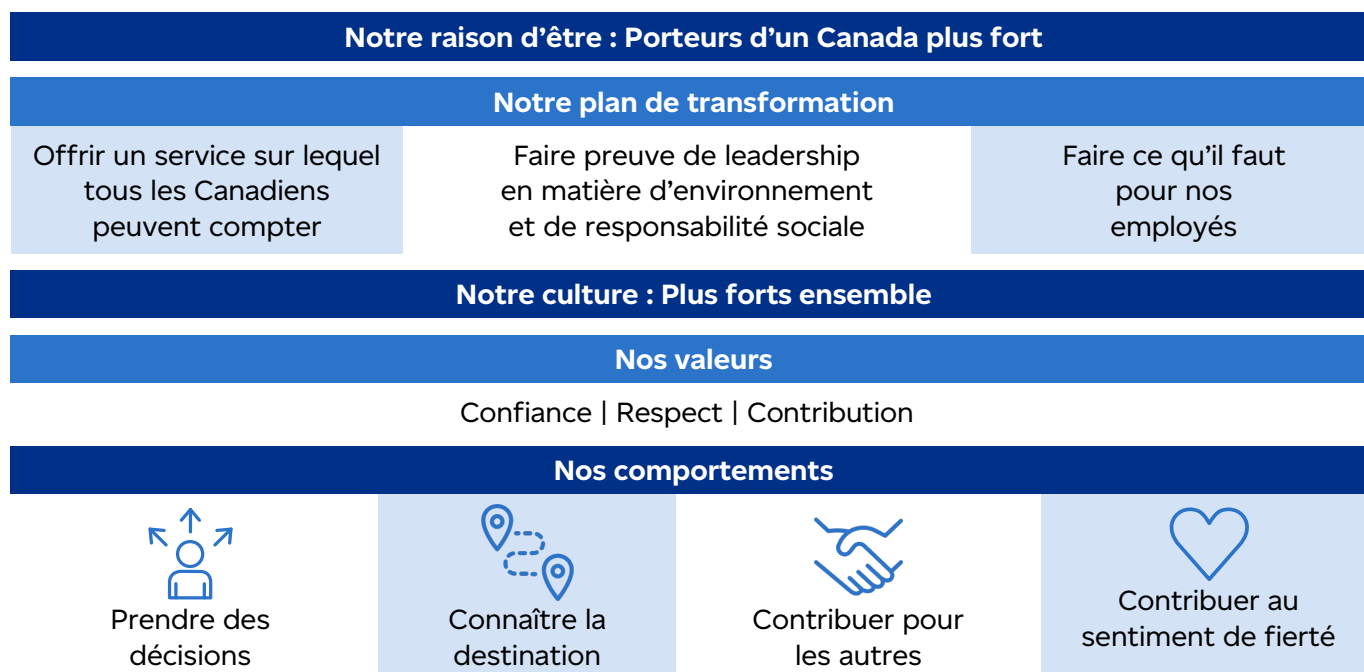 Notre raison d’être : Porteurs d’un Canada plus fort
Notre plan de transformation
Offrir un service sur lequel
tous les Canadiens
peuvent compter
Faire preuve de leadership
en matière d’environnement
et de responsabilité sociale
Faire ce qu’il faut
pour nos
employés
Notre culture : Plus forts ensemble
Nos valeurs
Confiance | Respect | Contribution
Nos comportements
Prendre des
décisions
Connaître la
destination
Contribuer pour
les autres
Contribuer au
sentiment de fierté